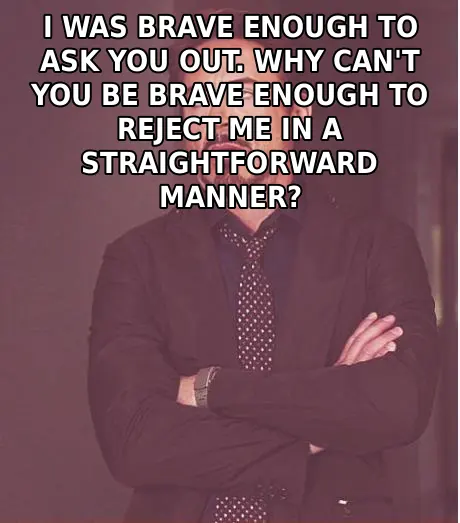 I WAS BRAVE ENOUGH TO
ASK YOU OUT. WHY CAN'T
YOU BE BRAVE ENOUGH TO
REJECT ME IN A
STRAIGHTFORWARD
MANNER?